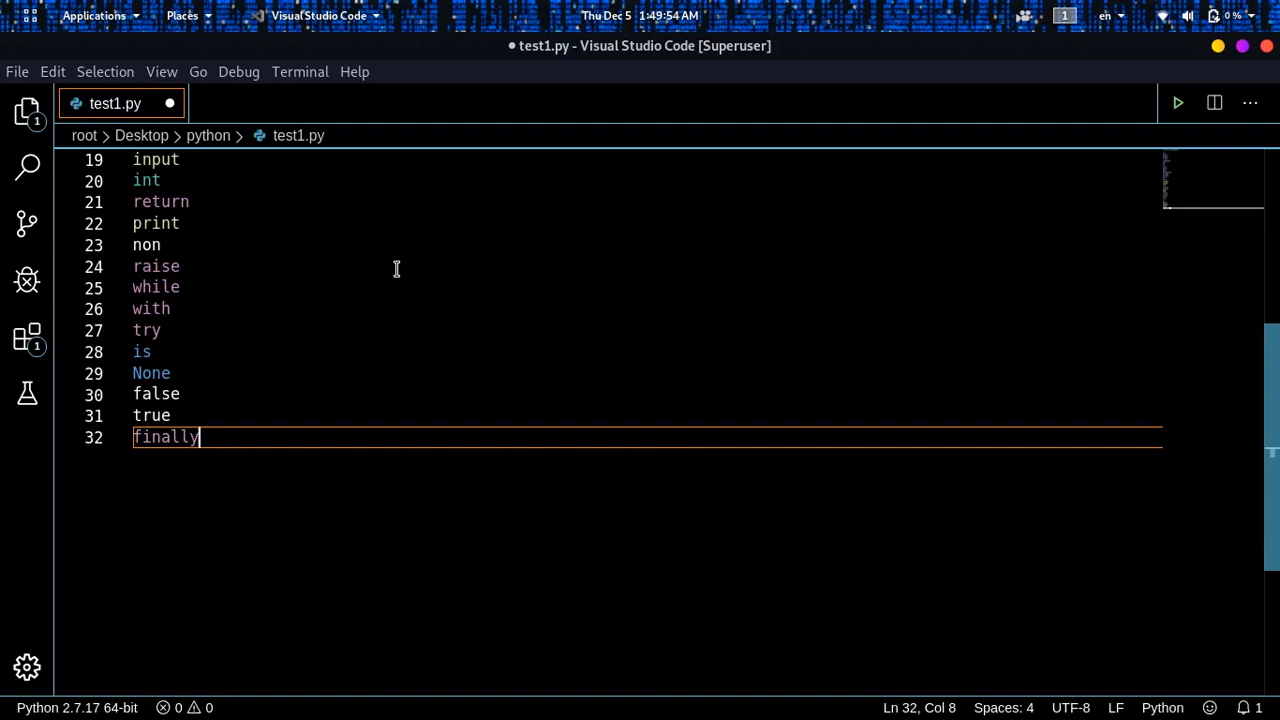 Applications Places Visual Studio Code Thu Dec 5 1:49:54 AM 1 en 0 %
test1.py - Visual Studio Code [Superuser]
File Edit Selection View Go Debug Terminal Help
1 test1.py
root > Desktop > python > test1.py
19 input
20 int
21 return
22 print
23 non
24 raise
25 while
26 with
27 try
28 is
1
29 None
30 false
31 true
32 finally
Python 2.7.17 64-bit 0 0 Ln 32, Col 8 Spaces: 4 UTF-8 LF Python 1